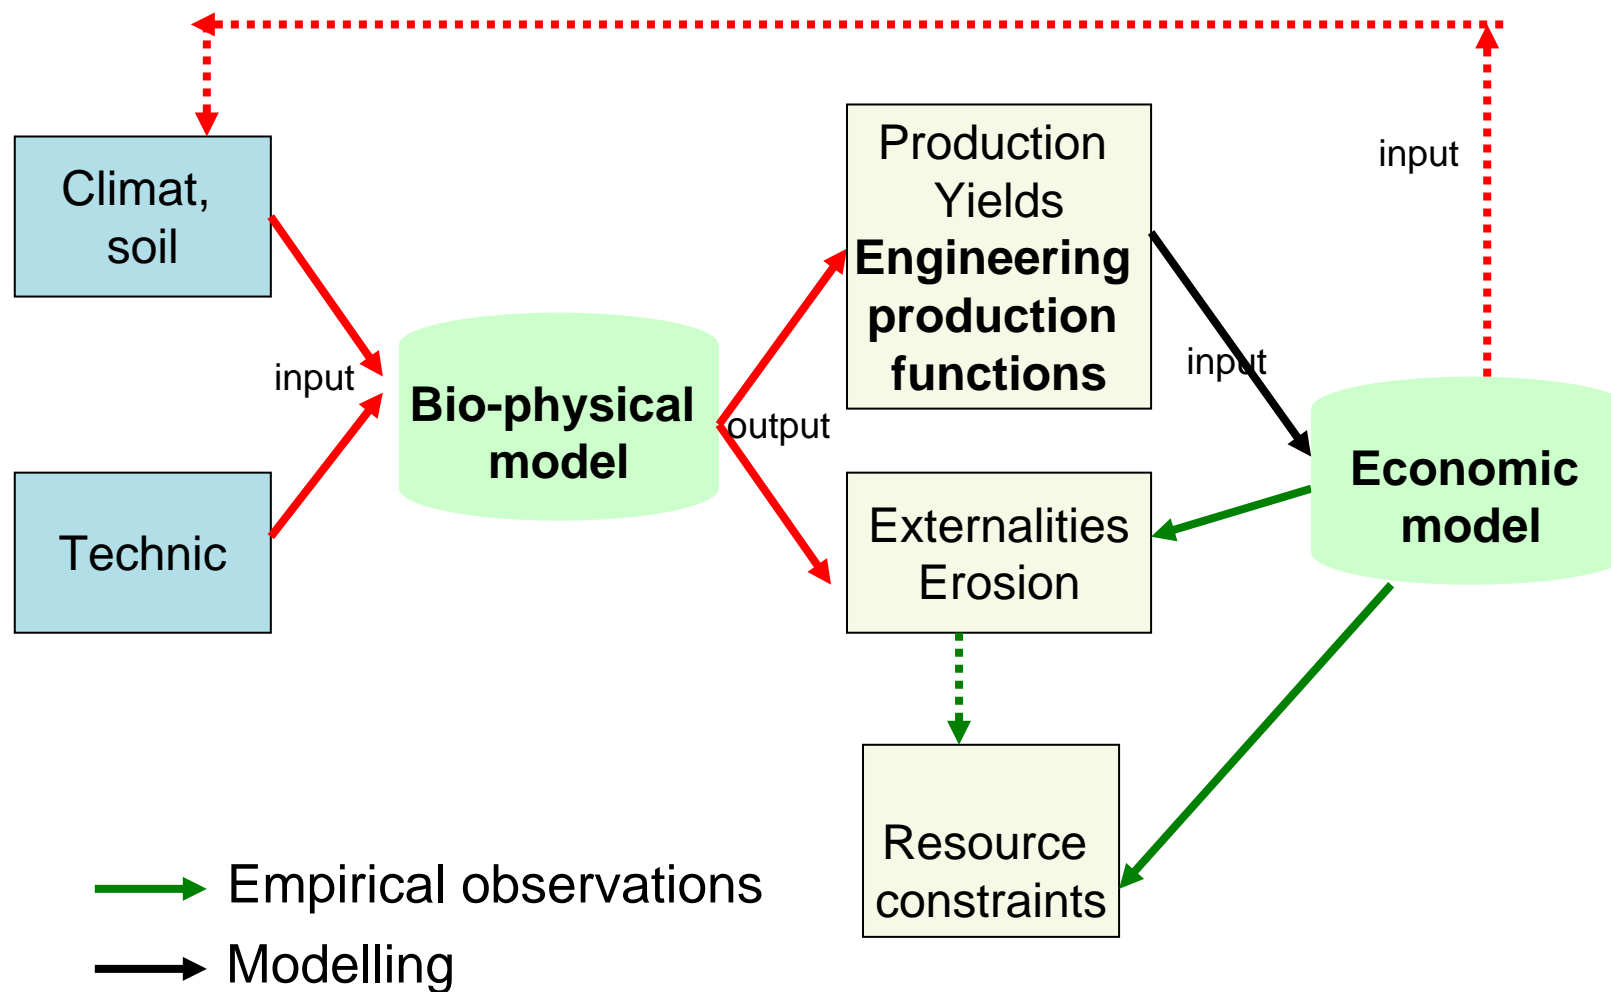 Climat,
soil
Technic
input
Bio-physical
model
output
Production
Yields
Engineering
production
functions
Externalities
Erosion
Resource
constraints
input
input
Economic
model
Empirical observations
Modelling